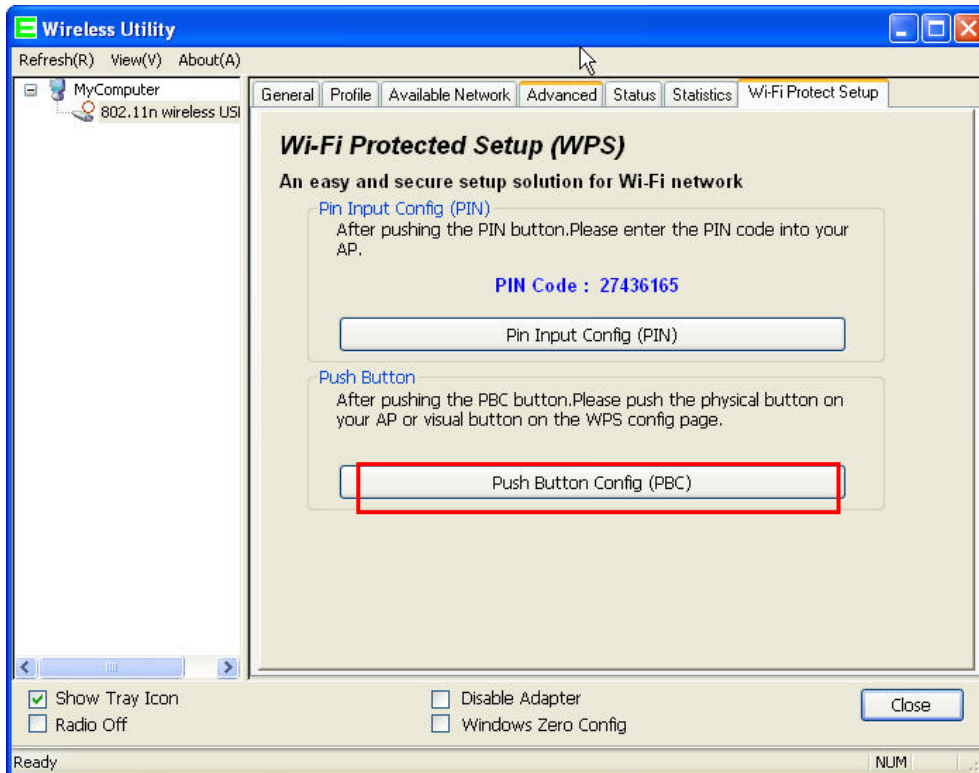 Wireless Utility
Refresh(R) View(V) About(A)
MyComputer
802.11n wireless USI
General Profile Available Network Advanced Status Statistics Wi-Fi Protect Setup
Wi-Fi Protected Setup (WPS)
An easy and secure setup solution for Wi-Fi network
Pin Input Config (PIN)
After pushing the PIN button.Please enter the PIN code into your
AP.
PIN Code : 27436165
Pin Input Config (PIN)
Push Button
After pushing the PBC button.Please push the physical button on
your AP or visual button on the WPS config page.
Push Button Config (PBC)
Show Tray Icon
Disable Adapter
Radio Off
Windows Zero Config
Close
Ready
NUM